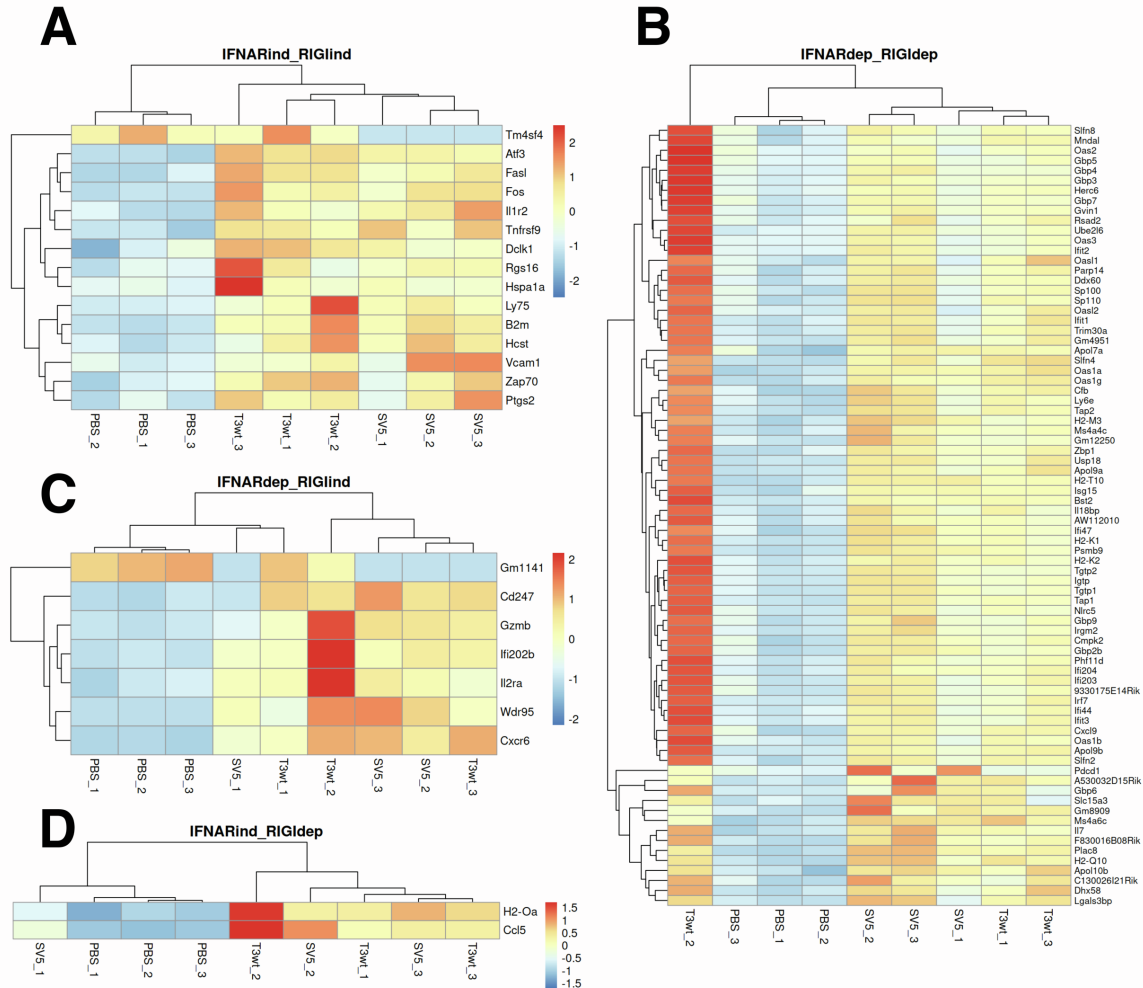 A
IFNARind_RIGIind
Tm4sf4
Atf3
Fasl
Fos
Il1r2
Tnfrsf9
Dclk1
Rgs16
Hspa1a
Ly75
B2m
Hcst
Vcam1
Zap70
Ptgs2
2
1
0
-1
-2
PBS_2
PBS_1
PBS_3
T3wt_3
T3wt_1
T3wt_2
SV5_1
SV5_2
SV5_3
B
IFNARdep_RIGIdep
Slfn8
Mndal
Oas2
Gbp5
Gbp4
Gbp3
Herc6
Gbp7
Gvin1
Rsad2
Ube2l6
Oas3
Ifit2
Oasl1
Parp14
Ddx60
Sp100
Sp110
Oasl2
Ifit1
Trim30a
Gm4951
Apol7a
Slfn4
Oas1a
Oas1g
Cfb
Ly6e
Tap2
H2-M3
Ms4a4c
Gm12250
Zbp1
Usp18
Apol9a
H2-T10
Isg15
Bst2
Il18bp
AW112010
Ifi47
H2-K1
Psmb9
H2-K2
Tgtp2
Igtp
Tgtp1
Tap1
Nlrc5
Gbp9
Irgm2
Cmpk2
Gbp2b
Phf11d
Ifi204
Ifi203
9330175E14Rik
Irf7
Ifi44
Ifit3
Cxcl9
Oas1b
Apol9b
Slfn2
Pdcd1
A530032D15Rik
Gbp6
Slc15a3
Gm8909
Ms4a6c
Il7
F830016B08Rik
Plac8
H2-Q10
Apol10b
C130026I21Rik
Dhx58
Lgals3bp
T3wt_2
PBS_3
PBS_1
PBS_2
SV5_2
SV5_3
SV5_1
T3wt_1
T3wt_3
C
IFNARdep_RIGIind
Gm1141
Cd247
Gzmb
Ifi202b
Il2ra
Wdr95
Cxcr6
2
1
0
-1
-2
PBS_1
PBS_2
PBS_3
SV5_1
T3wt_1
T3wt_2
SV5_3
SV5_2
T3wt_3
D
IFNARind_RIGIdep
H2-Oa
Ccl5
1.5
1
0.5
0
-0.5
-1
-1.5
SV5_1
PBS_1
PBS_2
PBS_3
T3wt_2
SV5_2
T3wt_1
SV5_3
T3wt_3